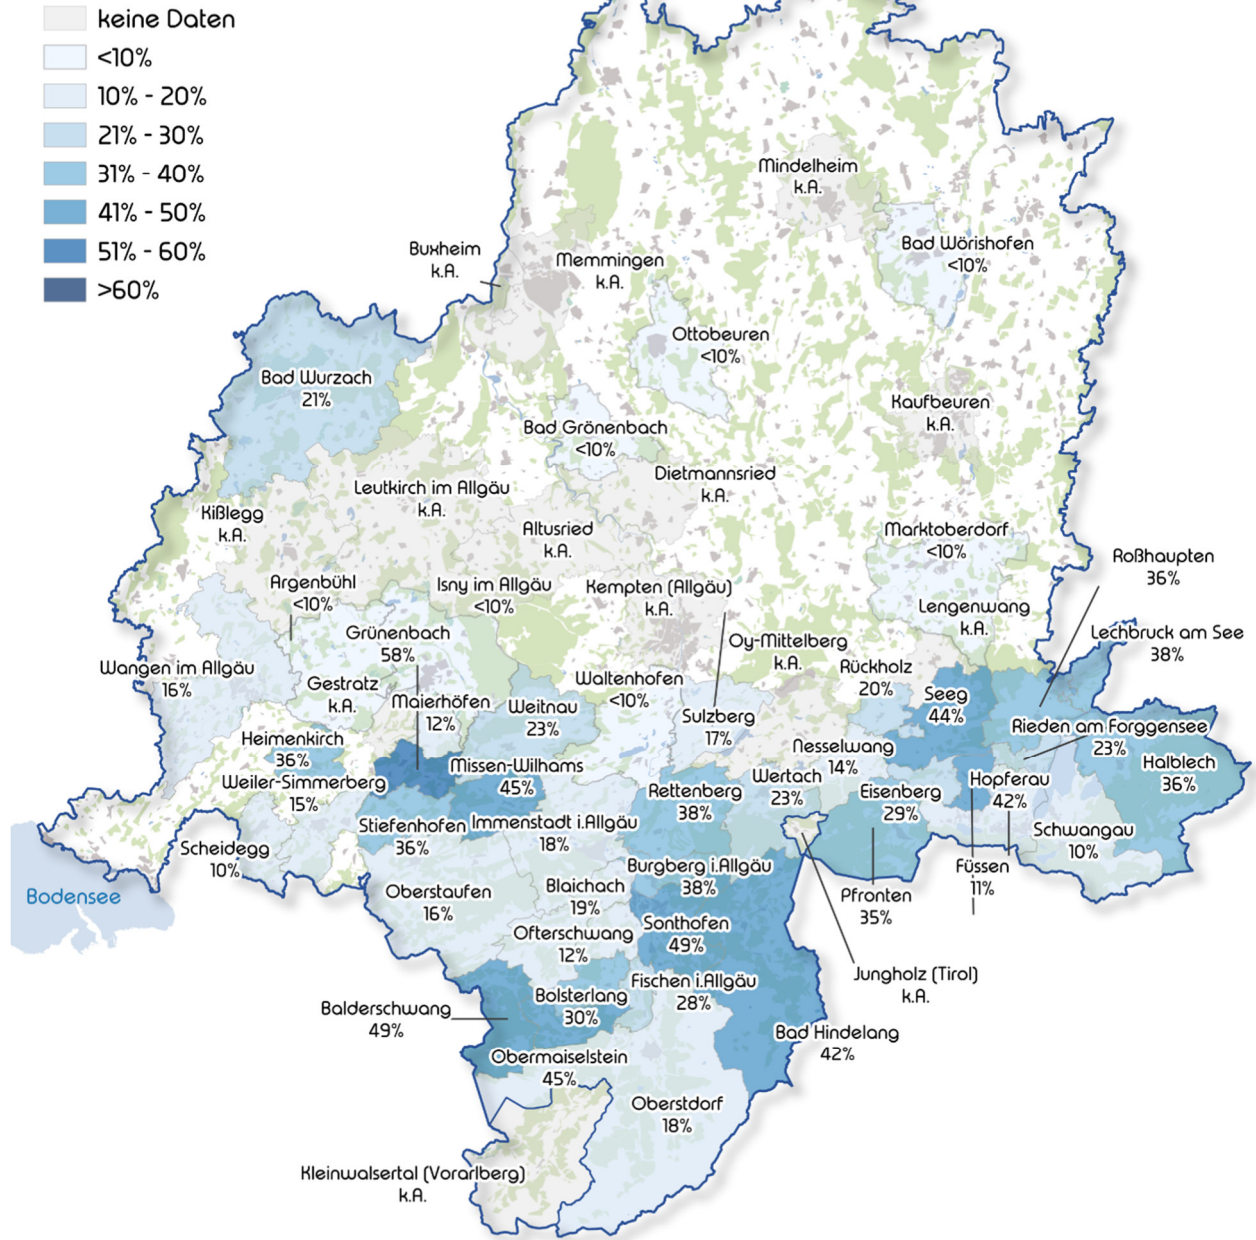 keine Daten
<10%
10% - 20%
21% - 30%
31% - 40%
41% - 50%
51% - 60%
>60%
Mindelheim
k.A.
Buxheim
k.A.
Memmingen
k.A.
Bad Wörishofen
<10%
Ottobeuren
<10%
Bad Wurzach
21%
Kaufbeuren
k.A.
Bad Grönenbach
<10%
Dietmannsried
k.A.
Leutkirch im Allgäu
k.A.
Kißlegg
k.A.
Altusried
k.A.
Marktoberdorf
<10%
Roßhaupten
36%
Argenbühl
<10%
Isny im Allgäu
<10%
Kempten (Allgäu)
k.A.
Lengenwang
k.A.
Lechbruck am See
38%
Grünenbach
58%
Oy-Mittelberg
k.A.
Rückholz
20%
Wangen im Allgäu
16%
Gestratz
k.A.
Maierhöfen
12%
Weitnau
23%
Waltenhofen
<10%
Sulzberg
17%
Seeg
44%
Rieden am Forggensee
23%
Heimenkirch
36%
Nesselwang
14%
Halblech
36%
Weiler-Simmerberg
15%
Missen-Wilhams
45%
Rettenberg
38%
Wertach
23%
Eisenberg
29%
Hopferau
42%
Stiefenhofen
36%
Immenstadt i.Allgäu
18%
Schwangau
10%
Scheidegg
10%
Burgberg i.Allgäu
38%
Füssen
11%
Bodensee
Oberstaufen
16%
Blaichach
19%
Pfronten
35%
Ofterschwang
12%
Sonthofen
49%
Jungholz (Tirol)
k.A.
Balderschwang
49%
Bolsterlang
30%
Fischen i.Allgäu
28%
Bad Hindelang
42%
Obermaiselstein
45%
Oberstdorf
18%
Kleinwalsertal (Vorarlberg)
k.A.